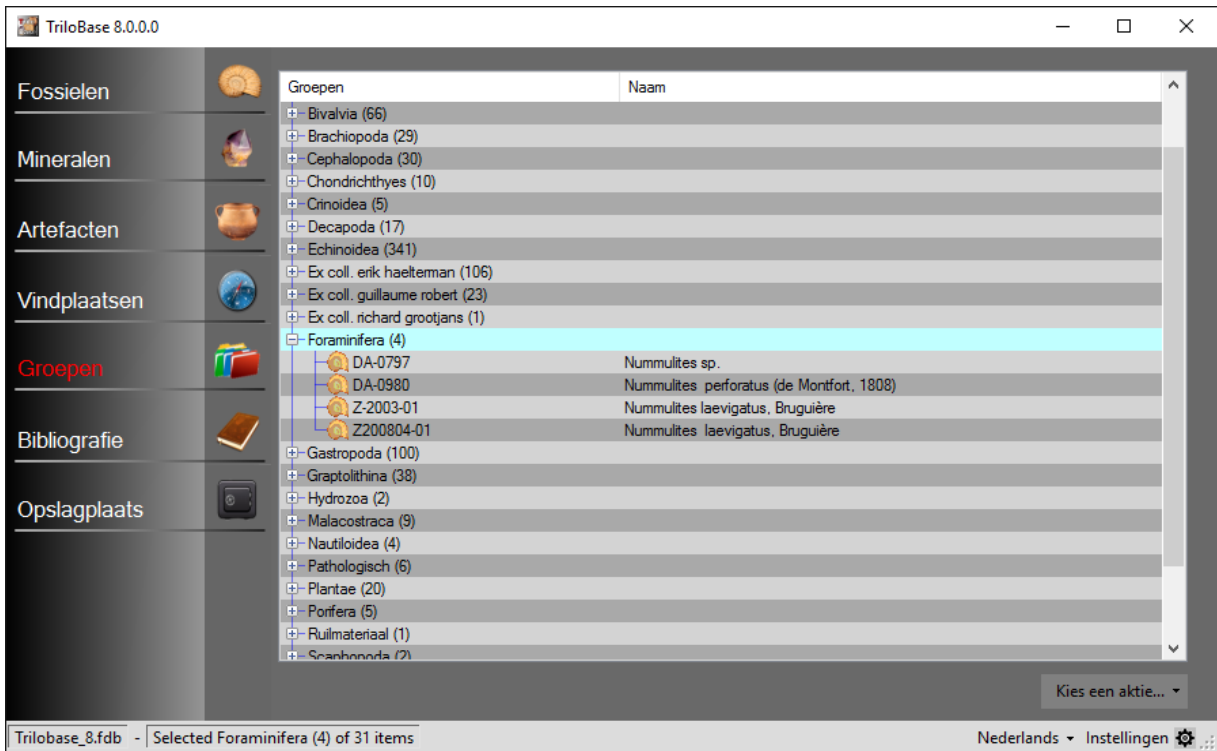 TriloBase 8.0.0.0
Fossielen
Mineralen
Artefacten
Vindplaatsen
Groepen
Bibliografie
Opslagplaats
Groepen Naam
Bivalvia (66)
Brachiopoda (29)
Cephalopoda (30)
Chondrichthyes (10)
Crinoidea (5)
Decapoda (17)
Echinoidea (341)
Ex coll. erik haelterman (106)
Ex coll. guillaume robert (23)
Ex coll. richard grootjans (1)
Foraminifera (4)
DA-0797 Nummulites sp.
DA-0980 Nummulites perforatus (de Montfort, 1808)
Z-2003-01 Nummulites laevigatus, Bruguière
Z200804-01 Nummulites laevigatus, Bruguière
Gastropoda (100)
Graptolithina (38)
Hydrozoa (2)
Malacostraca (9)
Nautiloidea (4)
Pathologisch (6)
Plantae (20)
Porifera (5)
Ruilmateriaal (1)
Scaphopoda (2)
Kies een aktie...
Trilobase_8.fdb - Selected Foraminifera (4) of 31 items Nederlands Instellingen